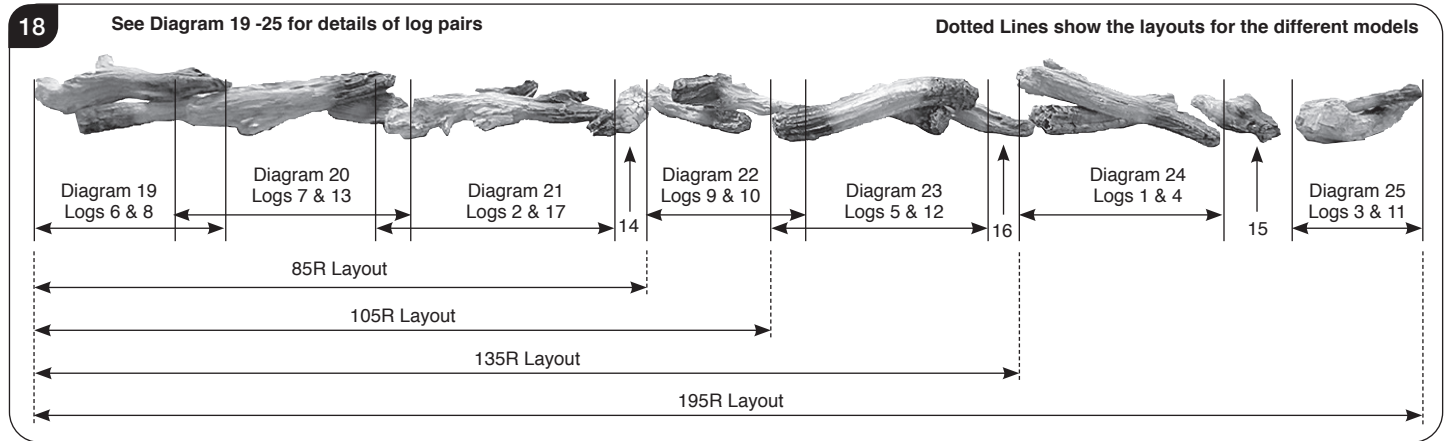 18
See Diagram 19 -25 for details of log pairs
Dotted Lines show the layouts for the different models
Diagram 19
Logs 6 & 8
Diagram 20
Logs 7 & 13
Diagram 21
Logs 2 & 17
14
Diagram 22
Logs 9 & 10
Diagram 23
Logs 5 & 12
16
Diagram 24
Logs 1 & 4
15
Diagram 25
Logs 3 & 11
85R Layout
105R Layout
135R Layout
195R Layout